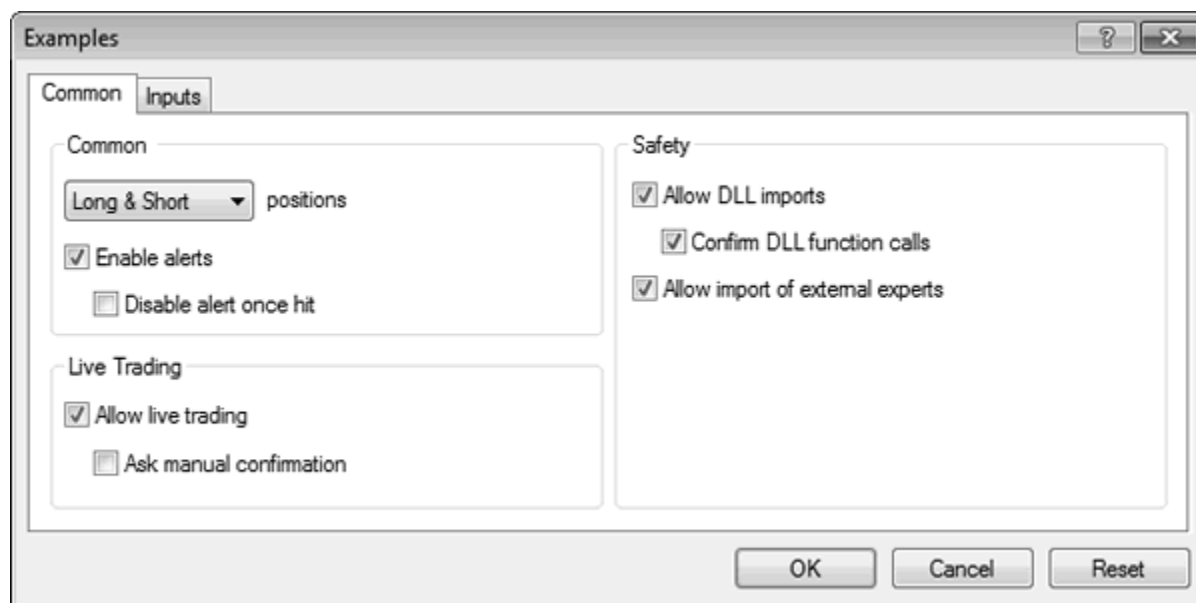 Examples
Common
Inputs
Common
Long & Short
positions
Enable alerts
Disable alert once hit
Live Trading
Allow live trading
Ask manual confirmation
Safety
Allow DLL imports
Confirm DLL function calls
Allow import of external experts
OK
Cancel
Reset